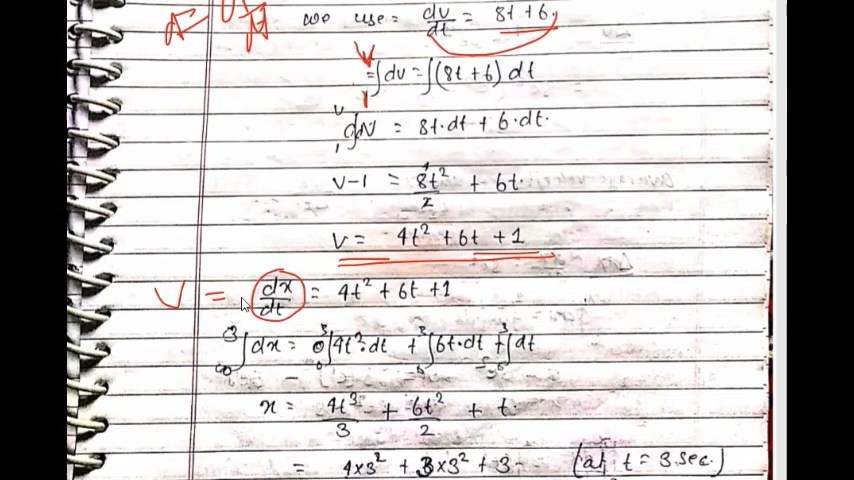 we use = dv/dt = 8t + 6.
= ∫dv = ∫(8t + 6) dt
∫dv = 8t·dt + 6·dt.
v-1 = 8t²/2 + 6t.
v = 4t² + 6t + 1
V = dx/dt = 4t² + 6t + 1
∫dx = ∫4t²·dt + ∫6t·dt + ∫dt
x = 4t³/3 + 6t²/2 + t.
= 4×3² + 3×3² + 3 (at, t = 3 sec.)